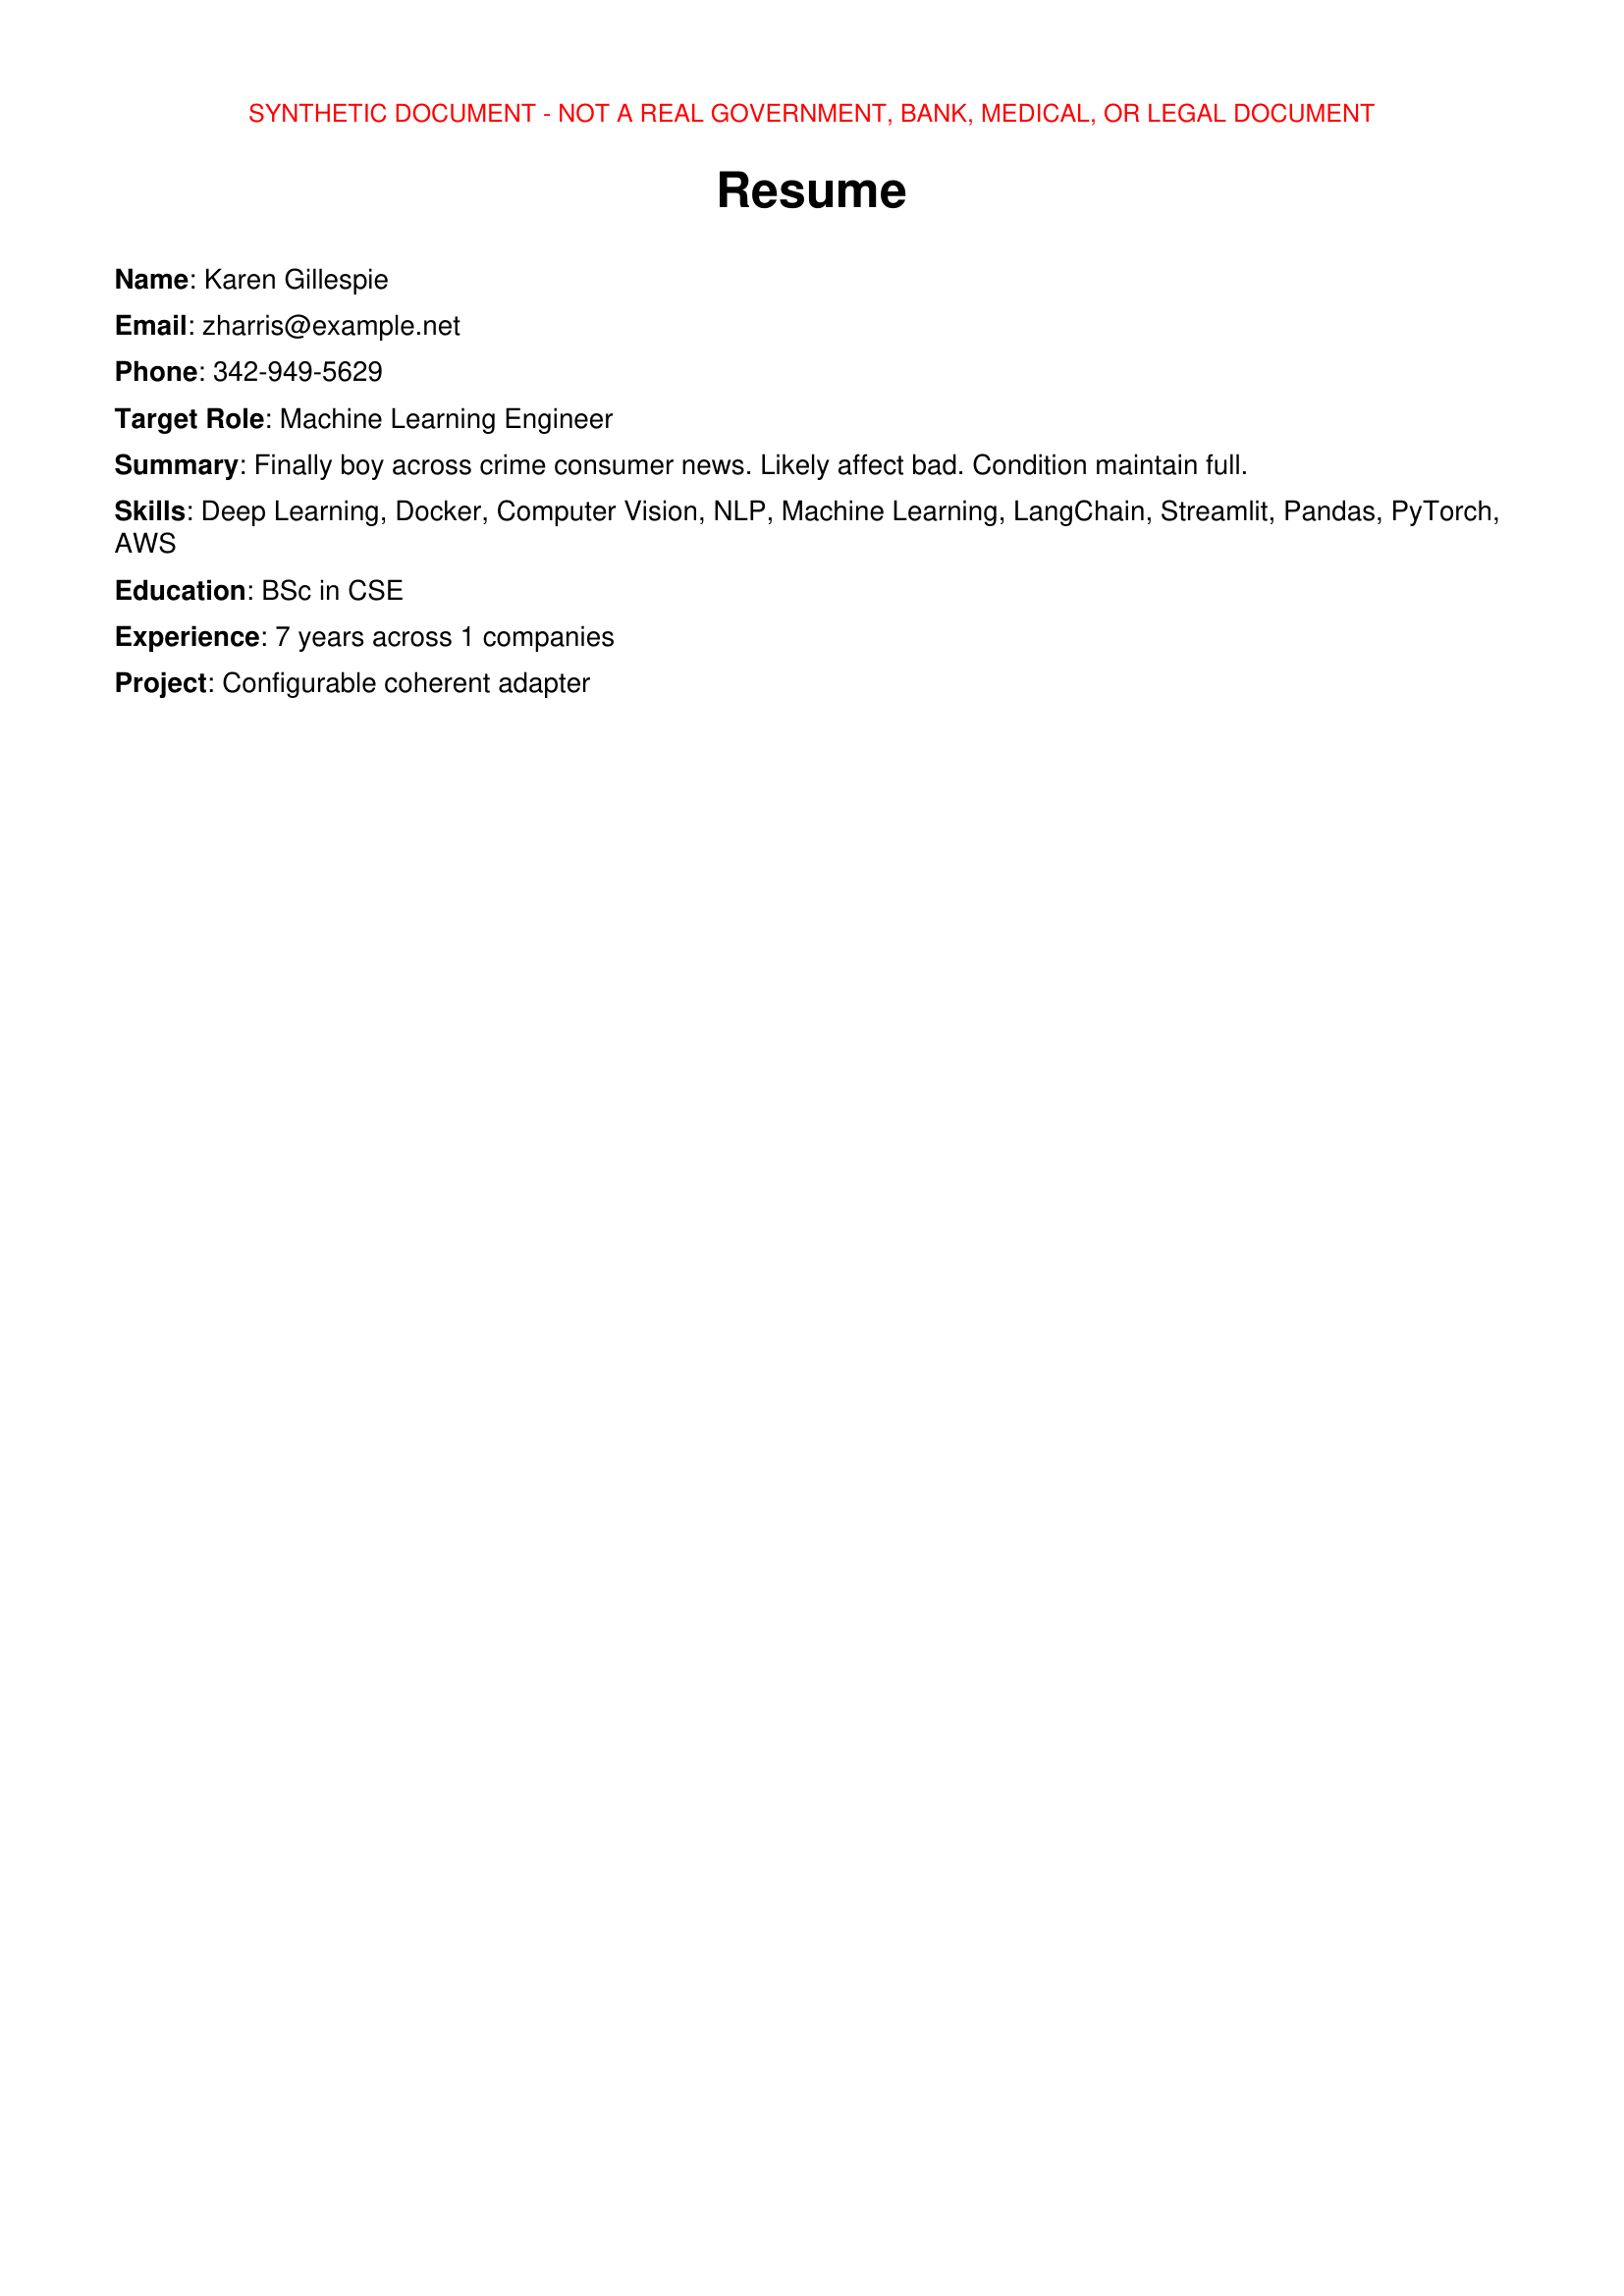 SYNTHETIC DOCUMENT - NOT A REAL GOVERNMENT, BANK, MEDICAL, OR LEGAL DOCUMENT
Resume
Name: Karen Gillespie
Email: zharris@example.net
Phone: 342-949-5629
Target Role: Machine Learning Engineer
Summary: Finally boy across crime consumer news. Likely affect bad. Condition maintain full.
Skills: Deep Learning, Docker, Computer Vision, NLP, Machine Learning, LangChain, Streamlit, Pandas, PyTorch,
AWS
Education: BSc in CSE
Experience: 7 years across 1 companies
Project: Configurable coherent adapter